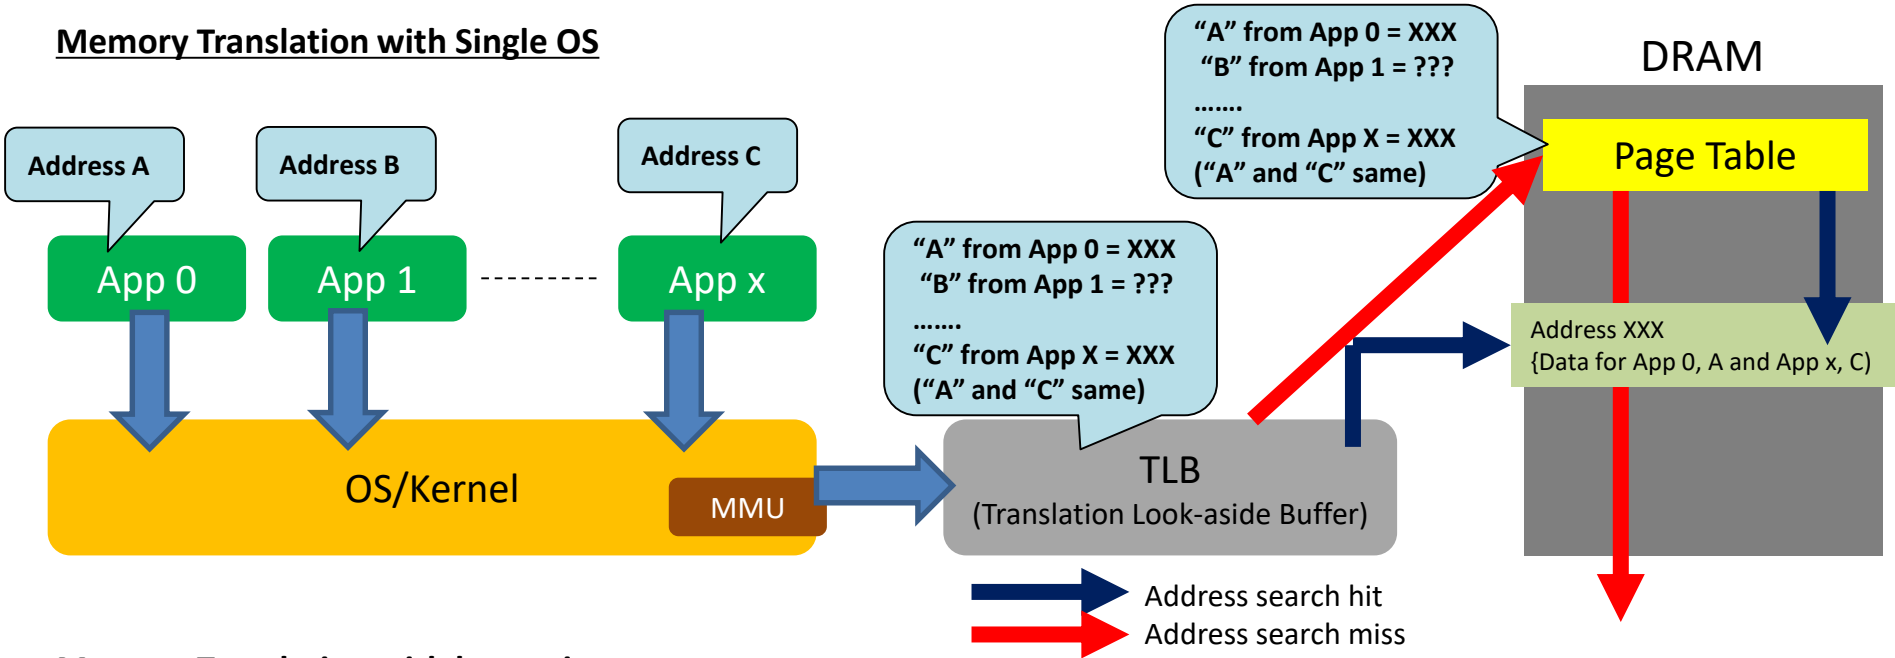 Memory Translation with Single OS
Address A
Address B
Address C
App 0
App 1
App x
OS/Kernel
MMU
"A" from App 0 = XXX
"B" from App 1 = ???
.......
"C" from App X = XXX
("A" and "C" same)
TLB
(Translation Look-aside Buffer)
"A" from App 0 = XXX
"B" from App 1 = ???
.......
"C" from App X = XXX
("A" and "C" same)
DRAM
Page Table
Address XXX
{Data for App 0, A and App x, C)
Address search hit
Address search miss